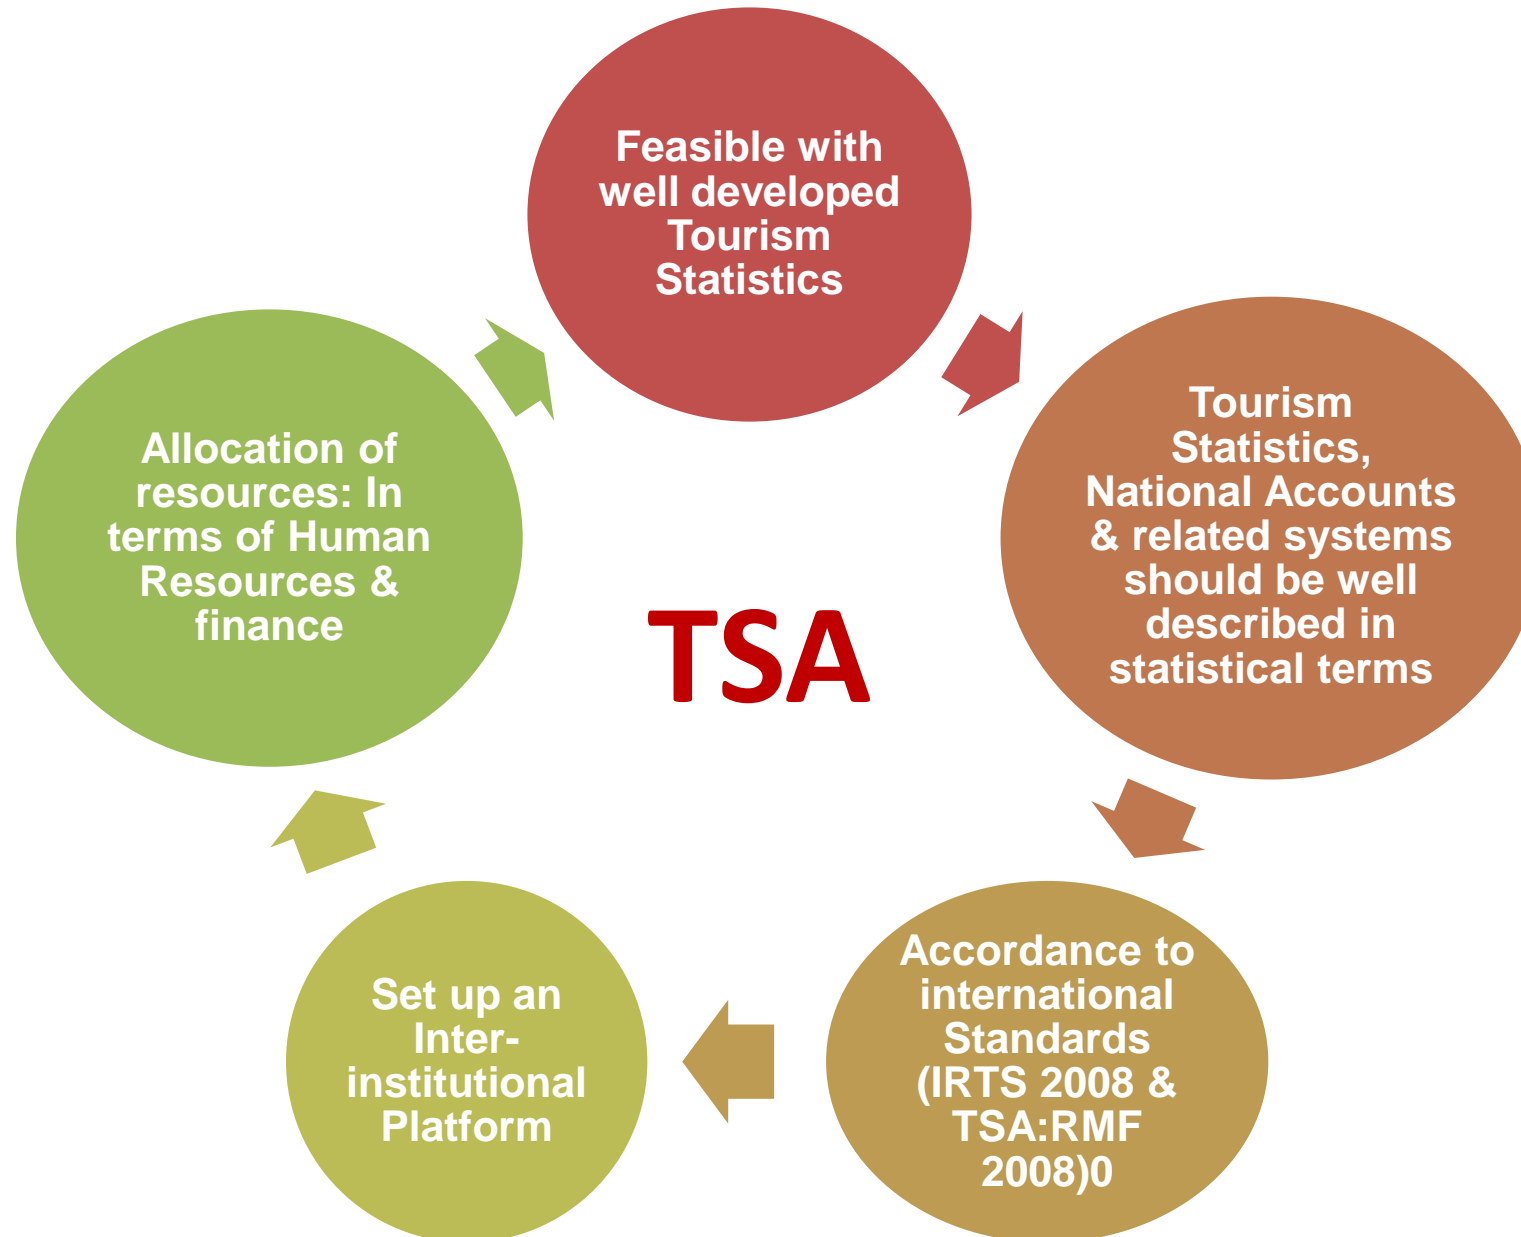 Feasible with
well developed
Tourism
Statistics
Tourism
Statistics,
National Accounts
& related systems
should be well
described in
statistical terms
Accordance to
international
Standards
(IRTS 2008 &
TSA:RMF
2008)0
Set up an
Inter-
institutional
Platform
Allocation of
resources: In
terms of Human
Resources &
finance
TSA